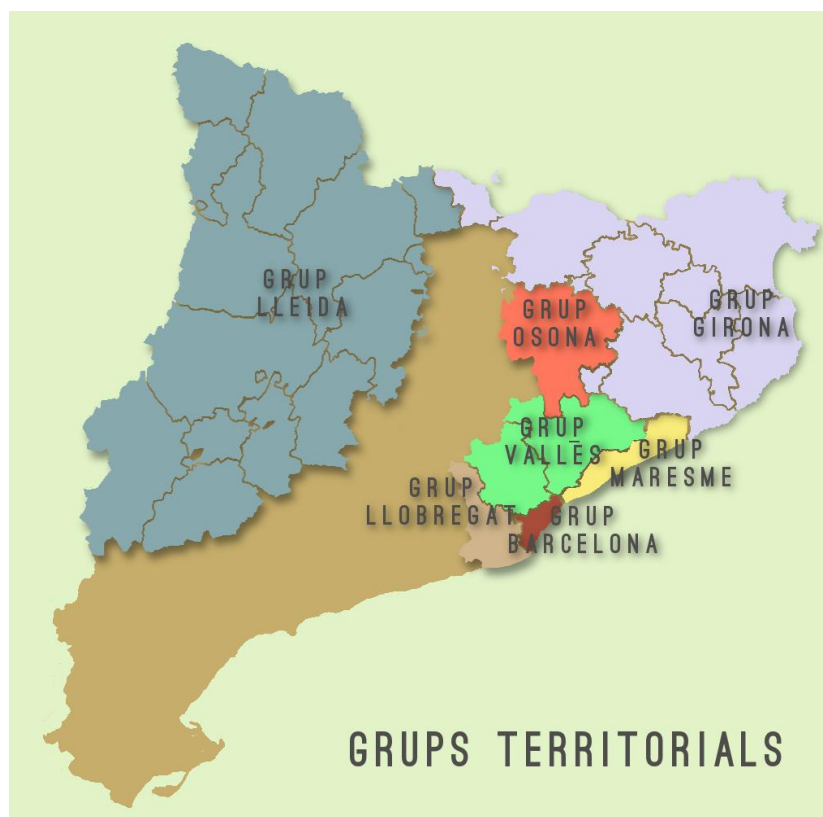 GRUP
LLEIDA
GRUP
OSONA
GRUP
GIRONA
GRUP
VALLÈS
GRUP
MARESME
GRUP
LLOBREGAT
GRUP
BARCELONA
GRUPS TERRITORIALS